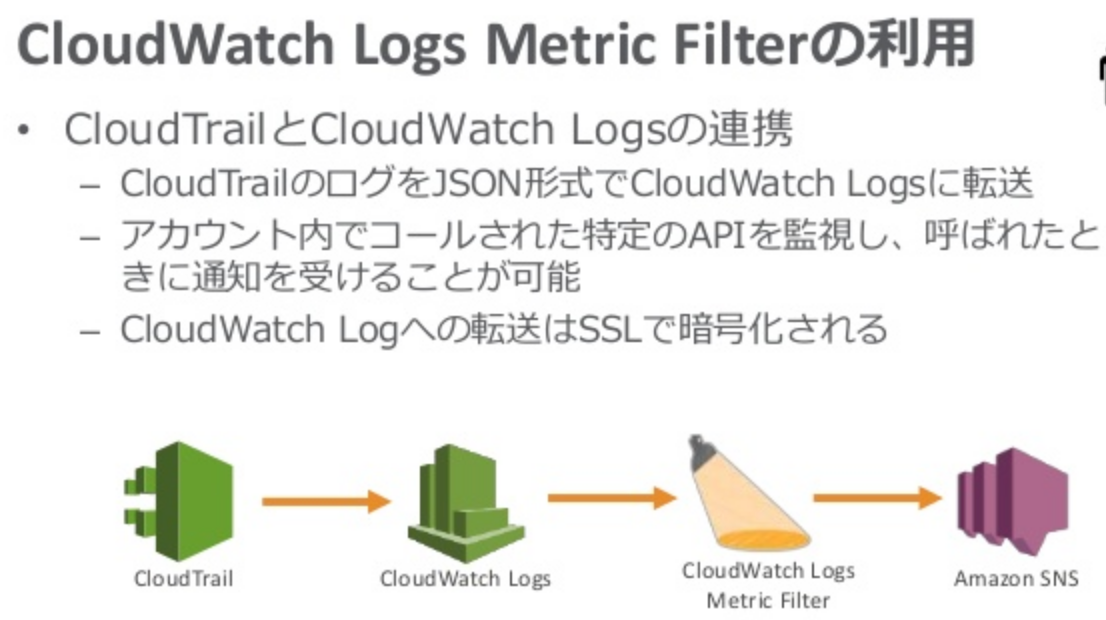 CloudWatch Logs Metric Filterの利用
• CloudTrailとCloudWatch Logsの連携
– CloudTrailのログをJSON形式でCloudWatch Logsに転送
– アカウント内でコールされた特定のAPIを監視し、呼ばれたと
きに通知を受けることが可能
– CloudWatch Logへの転送はSSLで暗号化される
CloudTrail
CloudWatch Logs
CloudWatch Logs
Metric Filter
Amazon SNS